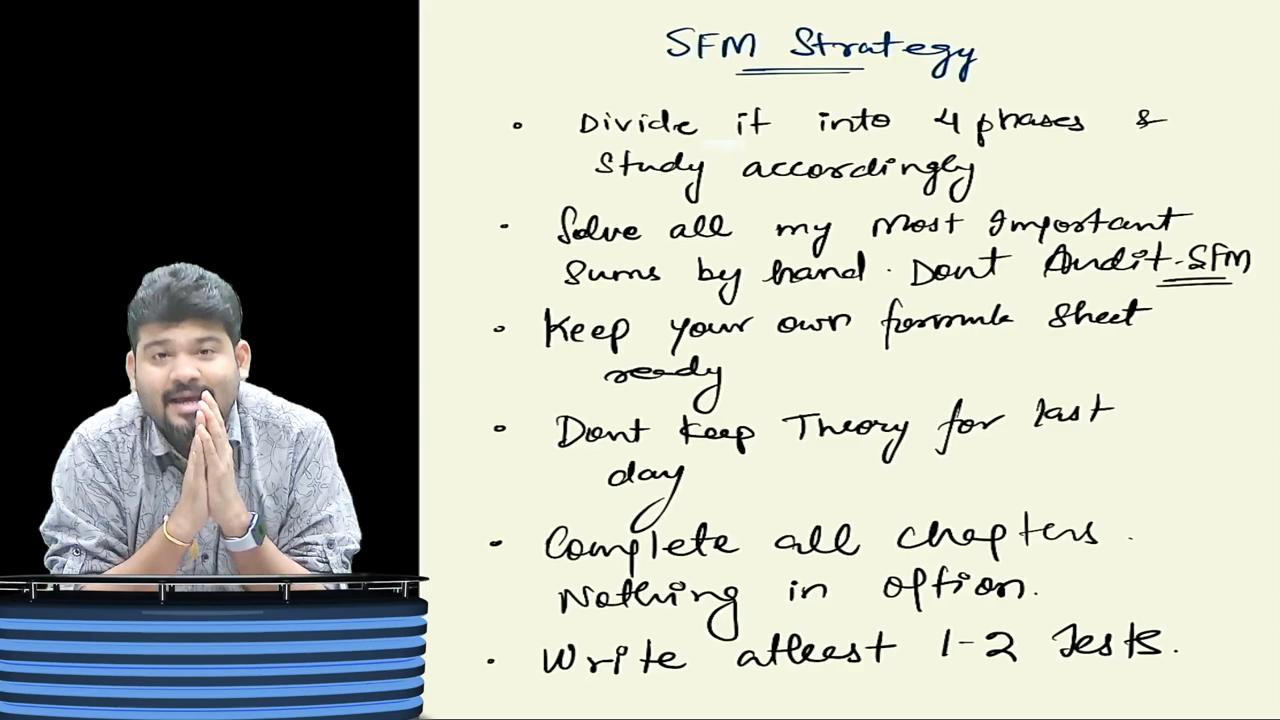 SFM Strategy
• Divide it into 4 phases &
Study accordingly
• Solve all my Most Important
Sums by hand. Dont Audit-SFM
• Keep your own formula Sheet
ready
• Dont Keep Theory for last
day
• Complete all chapters.
Nothing in option.
• Write atleest 1-2 Tests.